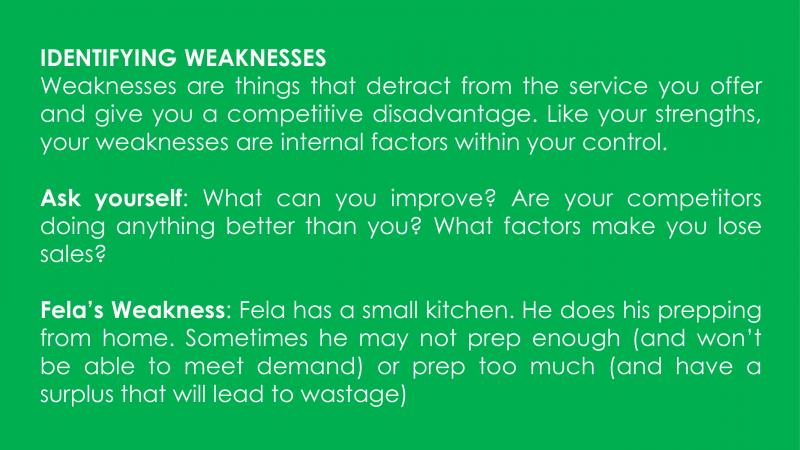 IDENTIFYING WEAKNESSES
Weaknesses are things that detract from the service you offer
and give you a competitive disadvantage. Like your strengths,
your weaknesses are internal factors within your control.
Ask yourself: What can you improve? Are your competitors
doing anything better than you? What factors make you lose
sales?
Fela’s Weakness: Fela has a small kitchen. He does his prepping
from home. Sometimes he may not prep enough (and won’t
be able to meet demand) or prep too much (and have a
surplus that will lead to wastage)